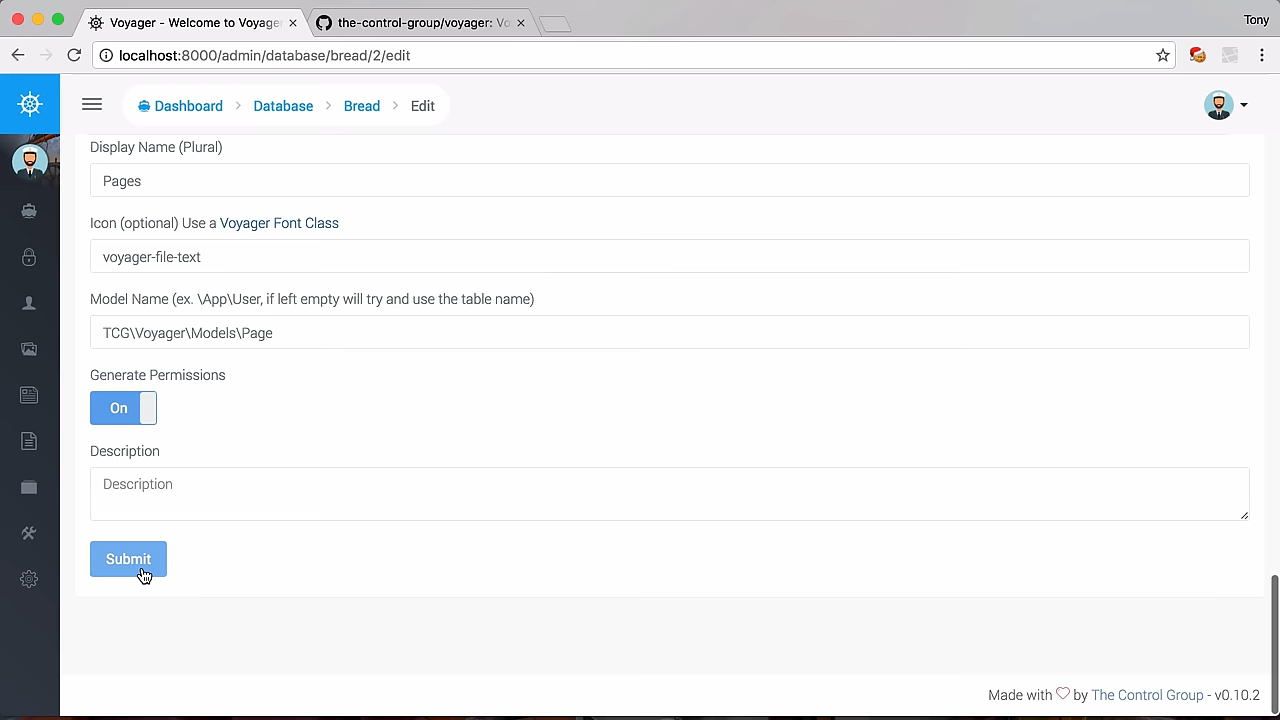 Voyager - Welcome to Voyager
the-control-group/voyager: Vo
Tony
localhost:8000/admin/database/bread/2/edit
Dashboard > Database > Bread > Edit
Display Name (Plural)
Pages
Icon (optional) Use a Voyager Font Class
voyager-file-text
Model Name (ex. \App\User, if left empty will try and use the table name)
TCG\Voyager\Models\Page
Generate Permissions
On
Description
Description
Submit
Made with ♡ by The Control Group - v0.10.2